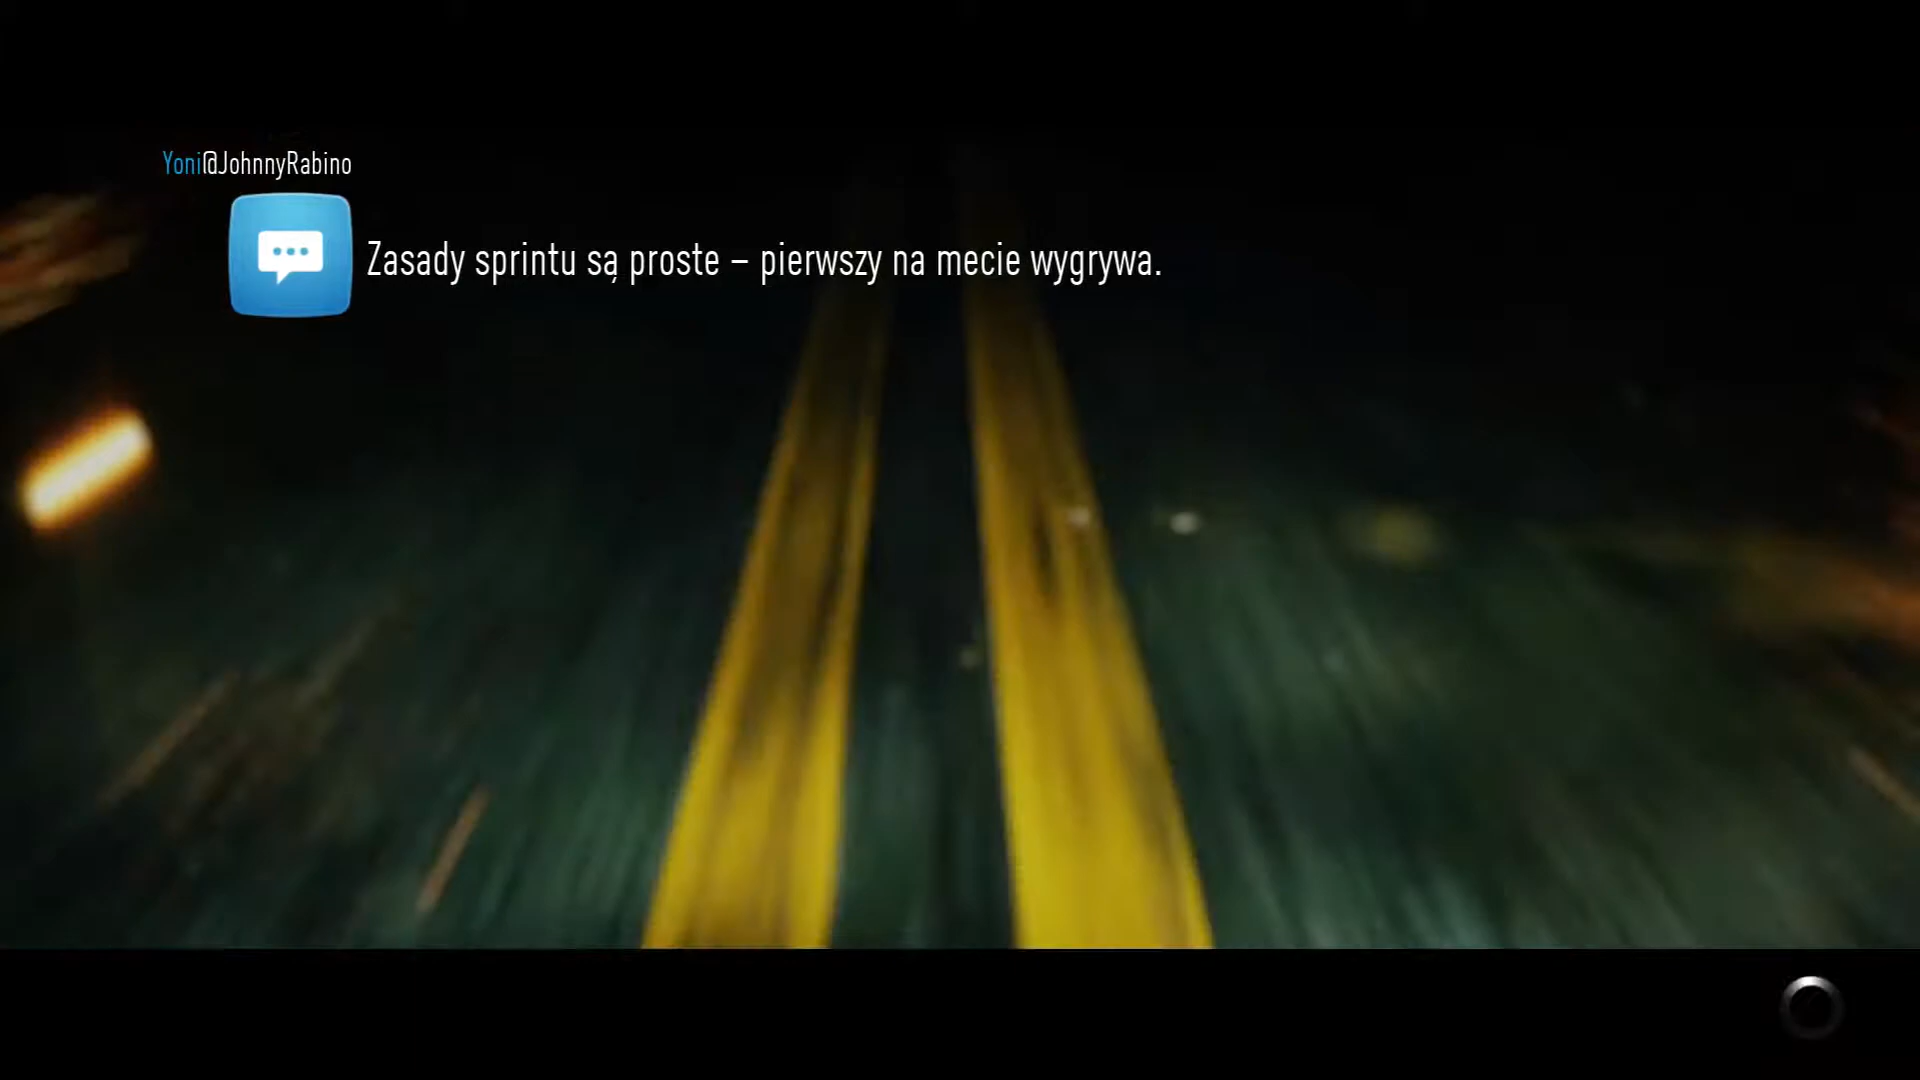 Yoni@JohnnyRabino
Zasady sprintu są proste – pierwszy na mecie wygrywa.